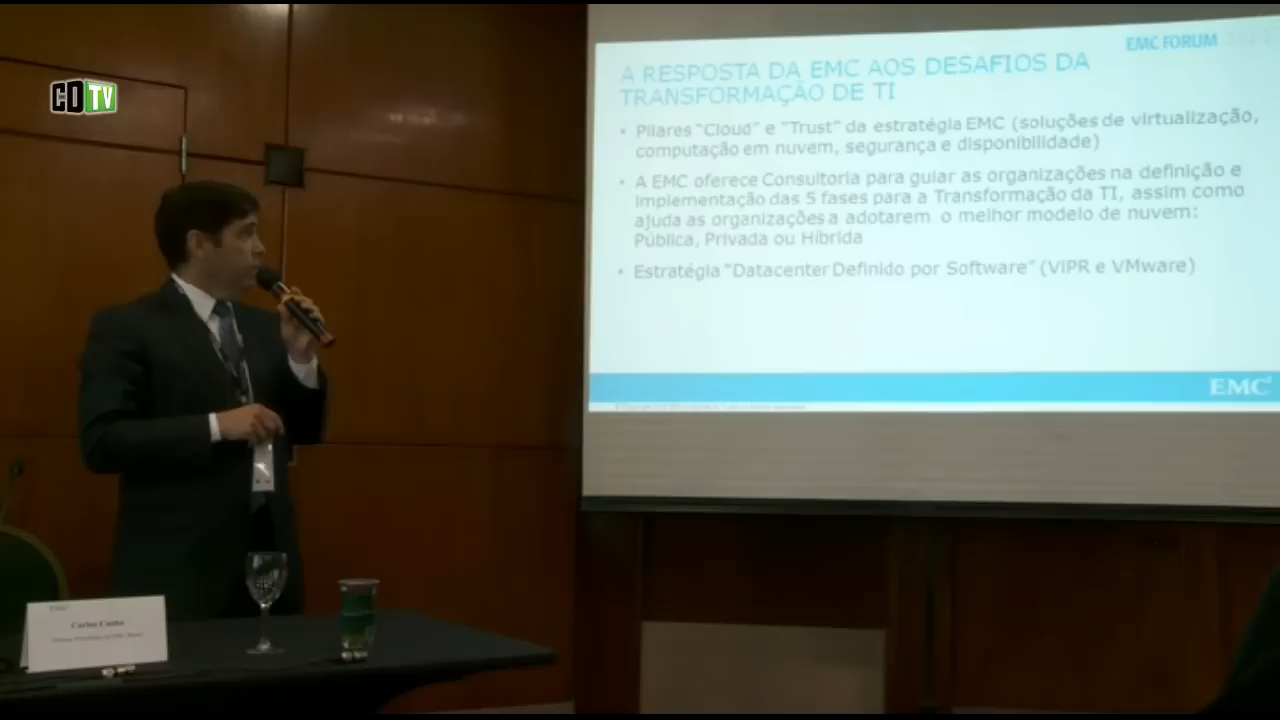 CDTV
EMC FORUM
A RESPOSTA DA EMC AOS DESAFIOS DA
TRANSFORMAÇÃO DE TI
• Pilares “Cloud” e “Trust” da estratégia EMC (soluções de virtualização,
computação em nuvem, segurança e disponibilidade)
• A EMC oferece Consultoria para guiar as organizações na definição e
implementação das 5 fases para a Transformação da TI, assim como
ajuda as organizações a adotarem o melhor modelo de nuvem:
Pública, Privada ou Híbrida
• Estratégia “Datacenter Definido por Software” (VIPR e VMware)
EMC²
EMC
Carlos Cunha